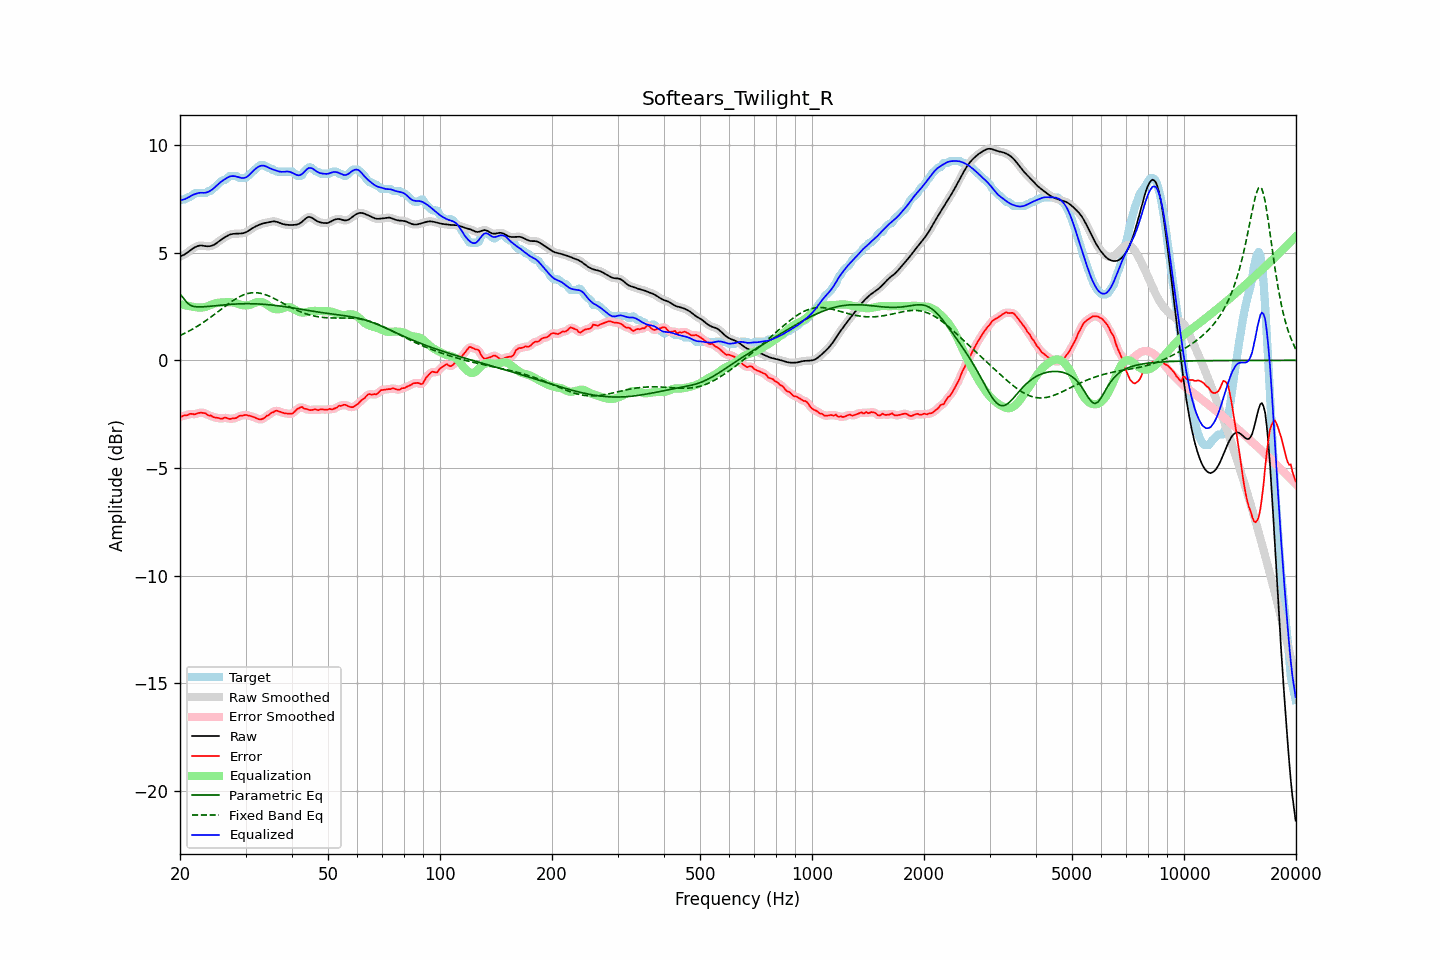 Softears_Twilight_R
10
5
0
−5
−10
−15
−20
Amplitude (dBr)
Target
Raw Smoothed
Error Smoothed
Raw
Error
Equalization
Parametric Eq
Fixed Band Eq
Equalized
20 50 100 200 500 1000 2000 5000 10000 20000
Frequency (Hz)